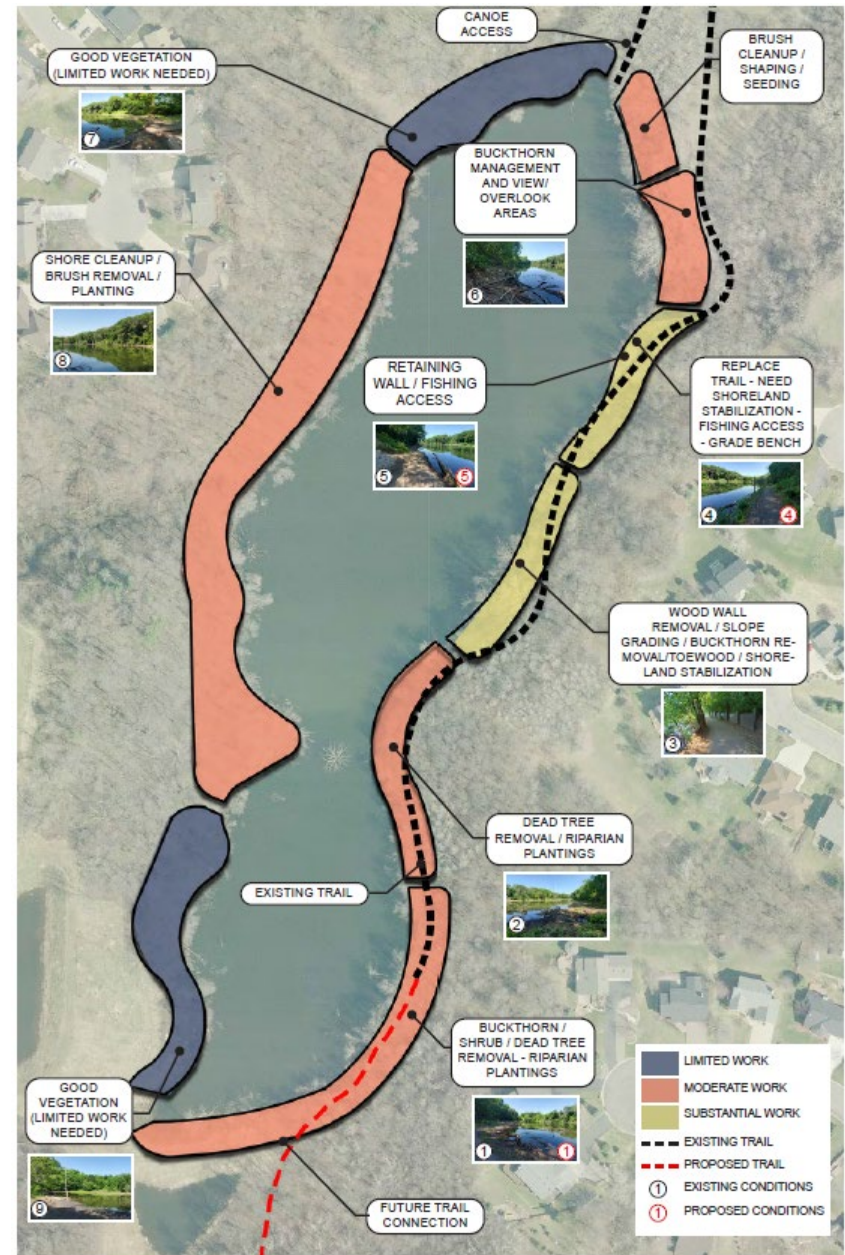 CANOE
ACCESS
GOOD VEGETATION
(LIMITED WORK NEEDED)
7
BRUSH
CLEANUP /
SHAPING /
SEEDING
BUCKTHORN
MANAGEMENT
AND VIEW/
OVERLOOK
AREAS
6
SHORE CLEANUP /
BRUSH REMOVAL /
PLANTING
8
RETAINING
WALL / FISHING
ACCESS
5
5
REPLACE
TRAIL - NEED
SHORELAND
STABILIZATION -
FISHING ACCESS
- GRADE BENCH
4
4
WOOD WALL
REMOVAL / SLOPE
GRADING / BUCKTHORN RE-
MOVAL/TOEWOOD / SHORE-
LAND STABILIZATION
3
DEAD TREE
REMOVAL / RIPARIAN
PLANTINGS
2
EXISTING TRAIL
BUCKTHORN /
SHRUB / DEAD TREE
REMOVAL - RIPARIAN
PLANTINGS
1
1
GOOD
VEGETATION
(LIMITED WORK
NEEDED)
9
FUTURE TRAIL
CONNECTION
LIMITED WORK
MODERATE WORK
SUBSTANTIAL WORK
EXISTING TRAIL
PROPOSED TRAIL
1 EXISTING CONDITIONS
1 PROPOSED CONDITIONS